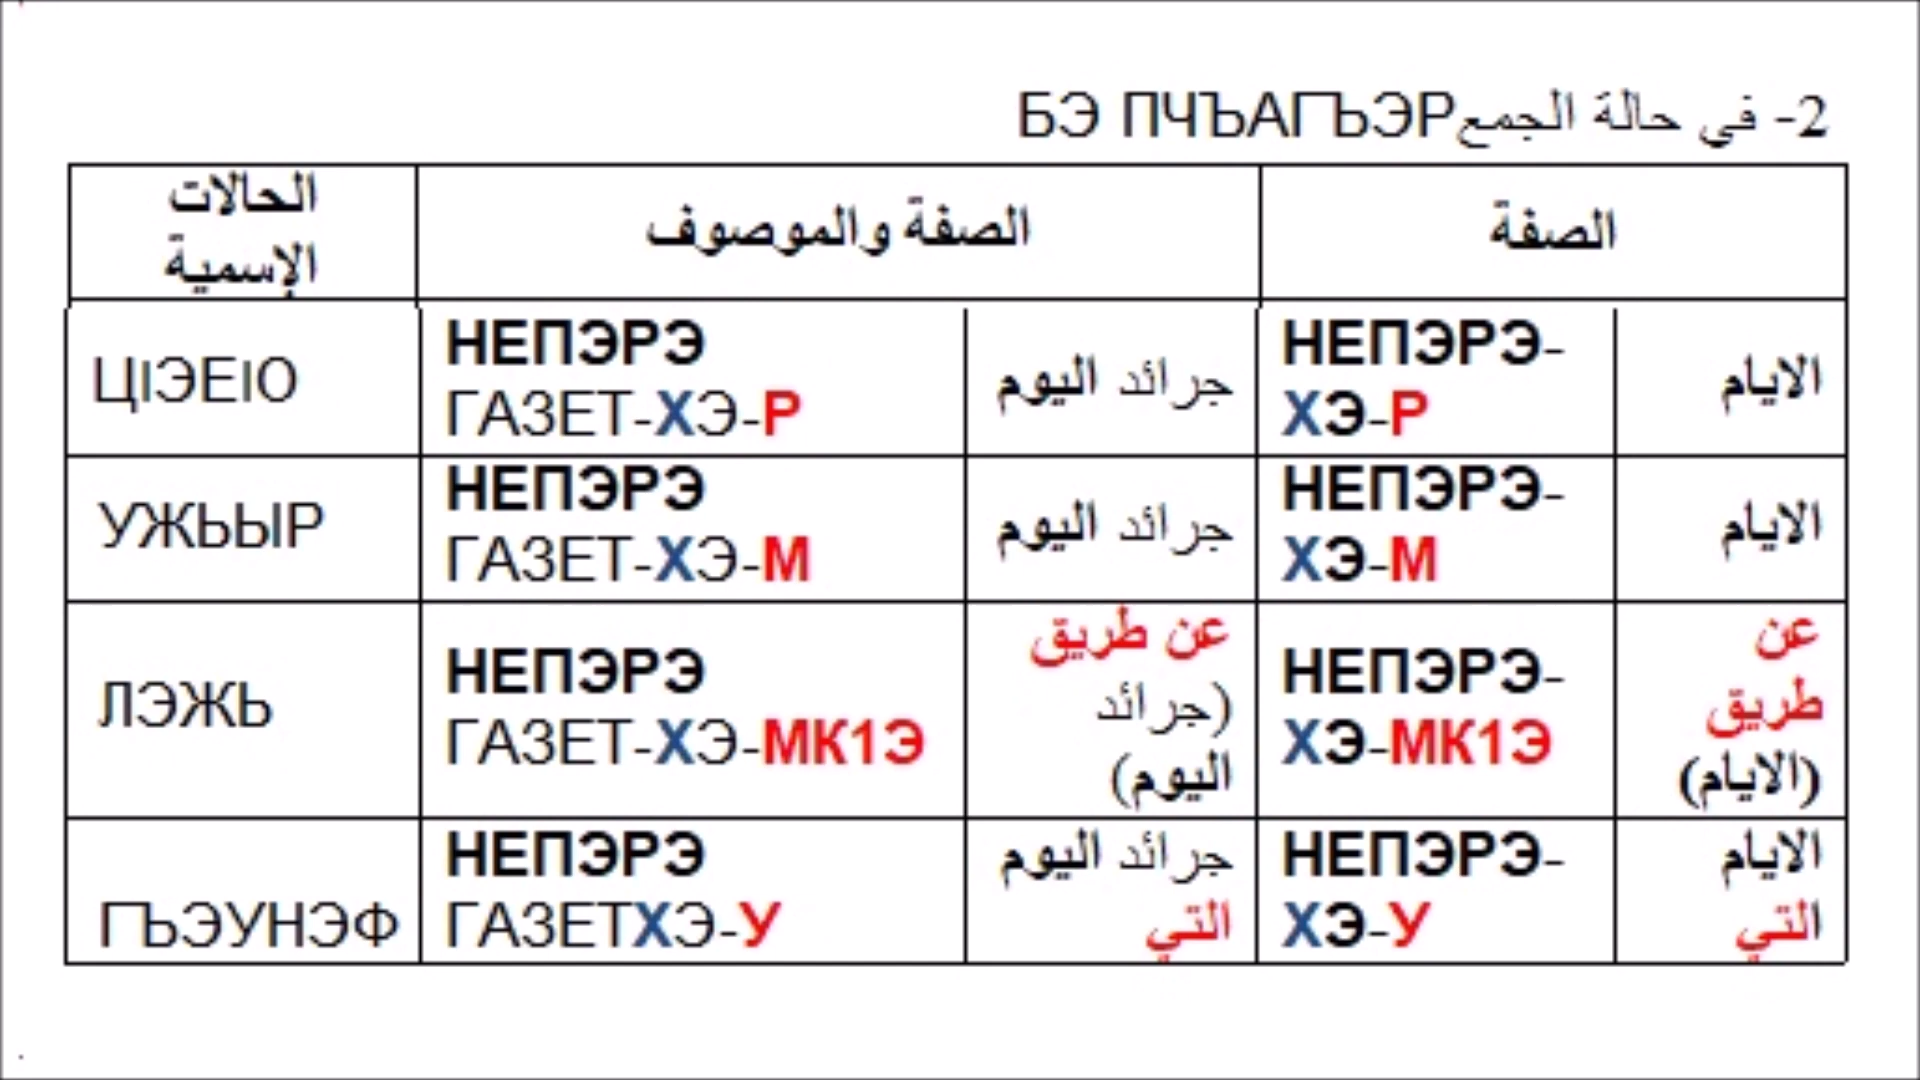 2- في حالة الجمع БЭ ПЧЪАГЪЭР
الصفة
الصفة والموصوف
الحالات
الإسمية
ЦIЭЕIО
НЕПЭРЭ
ГАЗЕТ-ХЭ-Р
جرائد اليوم
НЕПЭРЭ-
ХЭ-Р
الايام
УЖЬЫР
НЕПЭРЭ
ГАЗЕТ-ХЭ-М
جرائد اليوم
НЕПЭРЭ-
ХЭ-М
الايام
ЛЭЖЬ
НЕПЭРЭ
ГАЗЕТ-ХЭ-МК1Э
عن طريق
(جرائد
اليوم)
НЕПЭРЭ-
ХЭ-МК1Э
عن
طريق
(الايام)
ГЪЭУНЭФ
НЕПЭРЭ
ГАЗЕТХЭ-У
جرائد اليوم
التي
НЕПЭРЭ-
ХЭ-У
الايام
التي